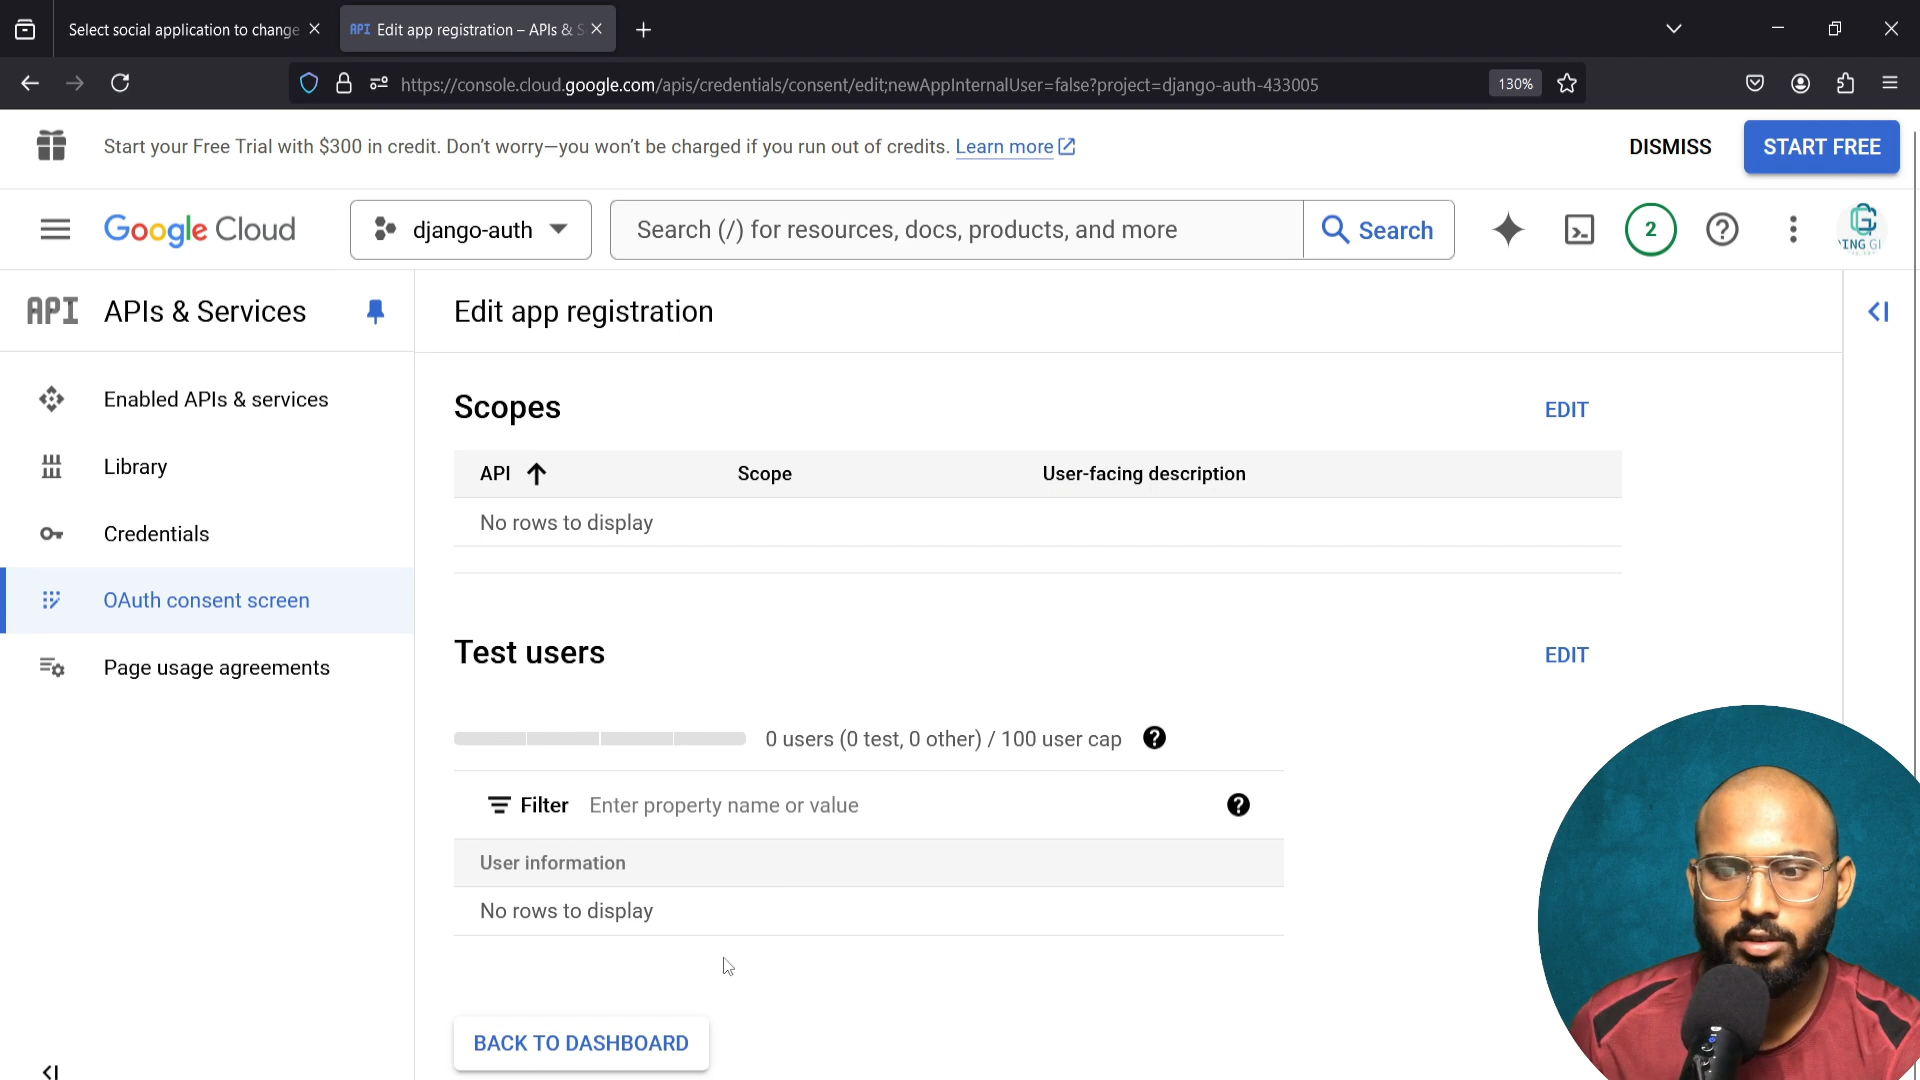 Select social application to change
API Edit app registration – APIs & S
https://console.cloud.google.com/apis/credentials/consent/edit;newAppInternalUser=false?project=django-auth-433005
130%
Start your Free Trial with $300 in credit. Don't worry—you won't be charged if you run out of credits. Learn more
DISMISS
START FREE
Google Cloud
django-auth
Search (/) for resources, docs, products, and more
Search
2
ING GI
API APIs & Services
Edit app registration
Enabled APIs & services
Library
Credentials
OAuth consent screen
Page usage agreements
Scopes
EDIT
API Scope User-facing description
No rows to display
Test users
EDIT
0 users (0 test, 0 other) / 100 user cap
Filter Enter property name or value
User information
No rows to display
BACK TO DASHBOARD